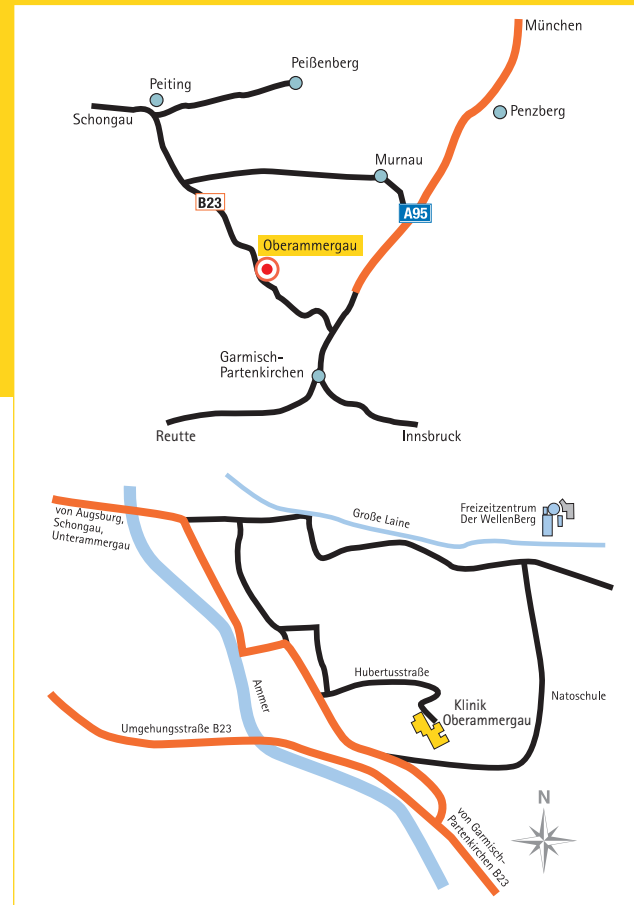 München
Peißenberg
Peiting
Penzberg
Schongau
Murnau
B23
A95
Oberammergau
Garmisch-
Partenkirchen
Reutte
Innsbruck
von Augsburg,
Schongau,
Unterammergau
Große Laine
Freizeitzentrum
Der WellenBerg
Hubertusstraße
Klinik
Oberammergau
Natoschule
Ammer
Umgehungsstraße B23
von Garmisch-
Partenkirchen B23
N